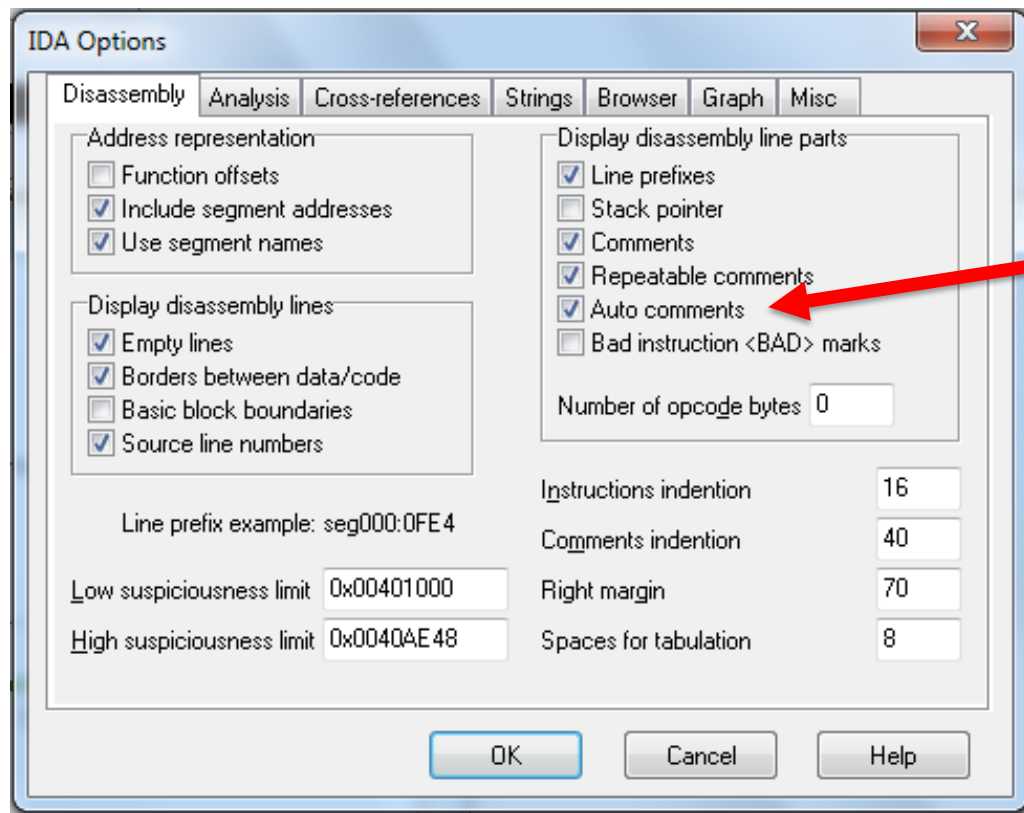 IDA Options
Disassembly Analysis Cross-references Strings Browser Graph Misc
Address representation
Function offsets
Include segment addresses
Use segment names
Display disassembly lines
Empty lines
Borders between data/code
Basic block boundaries
Source line numbers
Line prefix example: seg000:0FE4
Low suspiciousness limit 0x00401000
High suspiciousness limit 0x0040AE48
Display disassembly line parts
Line prefixes
Stack pointer
Comments
Repeatable comments
Auto comments
Bad instruction <BAD> marks
Number of opcode bytes 0
Instructions indention 16
Comments indention 40
Right margin 70
Spaces for tabulation 8
OK Cancel Help